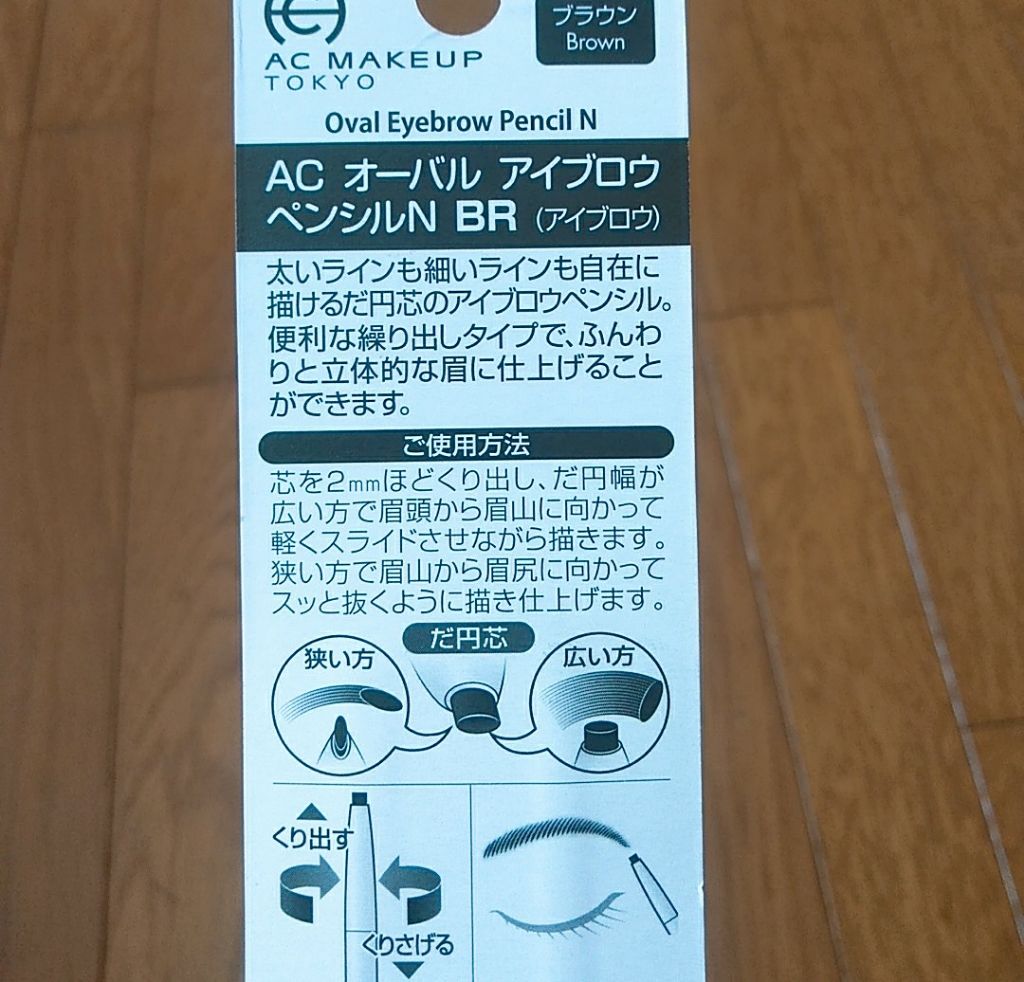 ブラウン
Brown
AC MAKEUP
TOKYO
Oval Eyebrow Pencil N
AC オーバル アイブロウ
ペンシルN BR (アイブロウ)
太いラインも細いラインも自在に
描けるだ円芯のアイブロウペンシル。
便利な繰り出しタイプで、ふんわ
りと立体的な眉に仕上げること
ができます。
ご使用方法
芯を2mmほどくり出し、だ円幅が
広い方で眉頭から眉山に向かって
軽くスライドさせながら描きます。
狭い方で眉山から眉尻に向かって
スッと抜くように描き仕上げます。
だ円芯
狭い方
広い方
くり出す
くりさげる